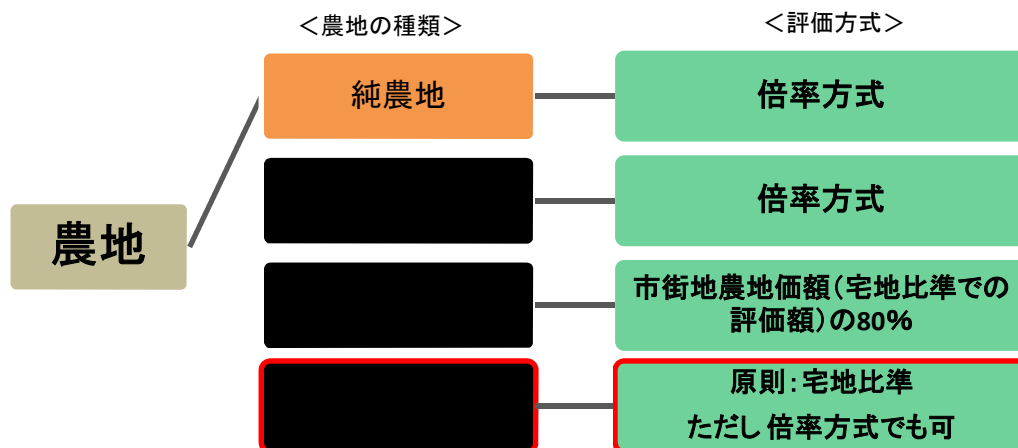 ＜農地の種類＞
＜評価方式＞
純農地
倍率方式
倍率方式
農地
市街地農地価額（宅地比準での
評価額）の80％
原則：宅地比準
ただし倍率方式でも可